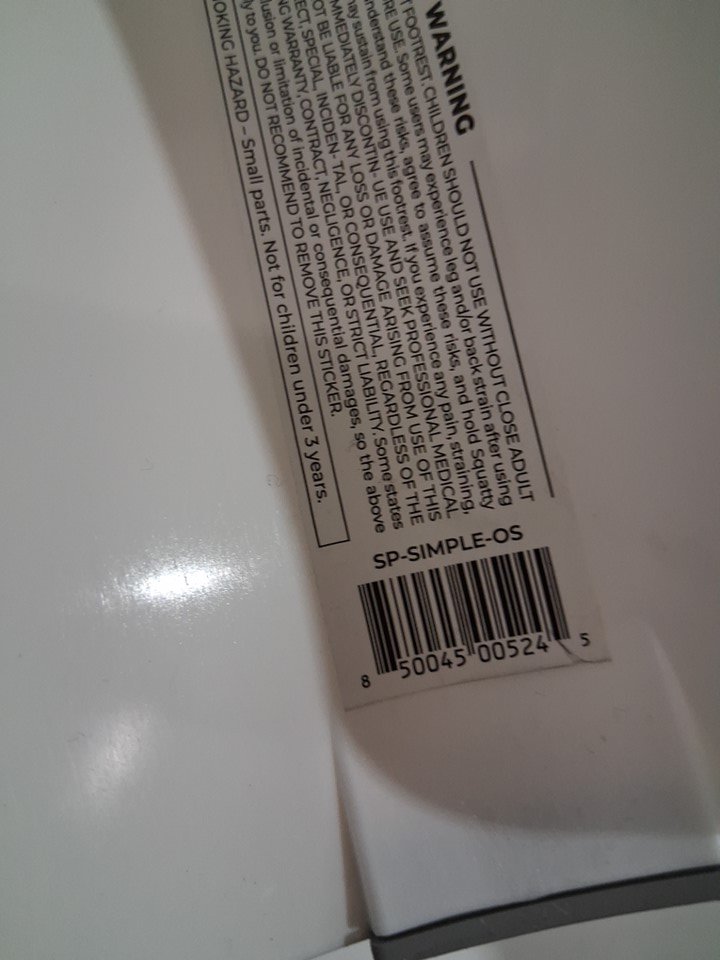 WARNING
FOOTREST. CHILDREN SHOULD NOT USE WITHOUT CLOSE ADULT
RE USE. Some users may experience leg and/or back strain after using
nderstand these risks, agree to assume these risks, and hold Squatty
may sustain from using this footrest. If you experience any pain, straining,
MMEDIATELY DISCONTIN- UE USE AND SEEK PROFESSIONAL MEDICAL
OT BE LIABLE FOR ANY LOSS OR DAMAGE ARISING FROM USE OF THIS
ECT, SPECIAL, INCIDEN- TAL, OR CONSEQUENTIAL, REGARDLESS OF THE
NG WARRANTY, CONTRACT, NEGLIGENCE, OR STRICT LIABILITY. Some states
lusion or limitation of incidental or consequential damages, so the above
ly to you. DO NOT RECOMMEND TO REMOVE THIS STICKER.
OKING HAZARD – Small parts. Not for children under 3 years.
SP-SIMPLE-OS
8 50045 00524 5